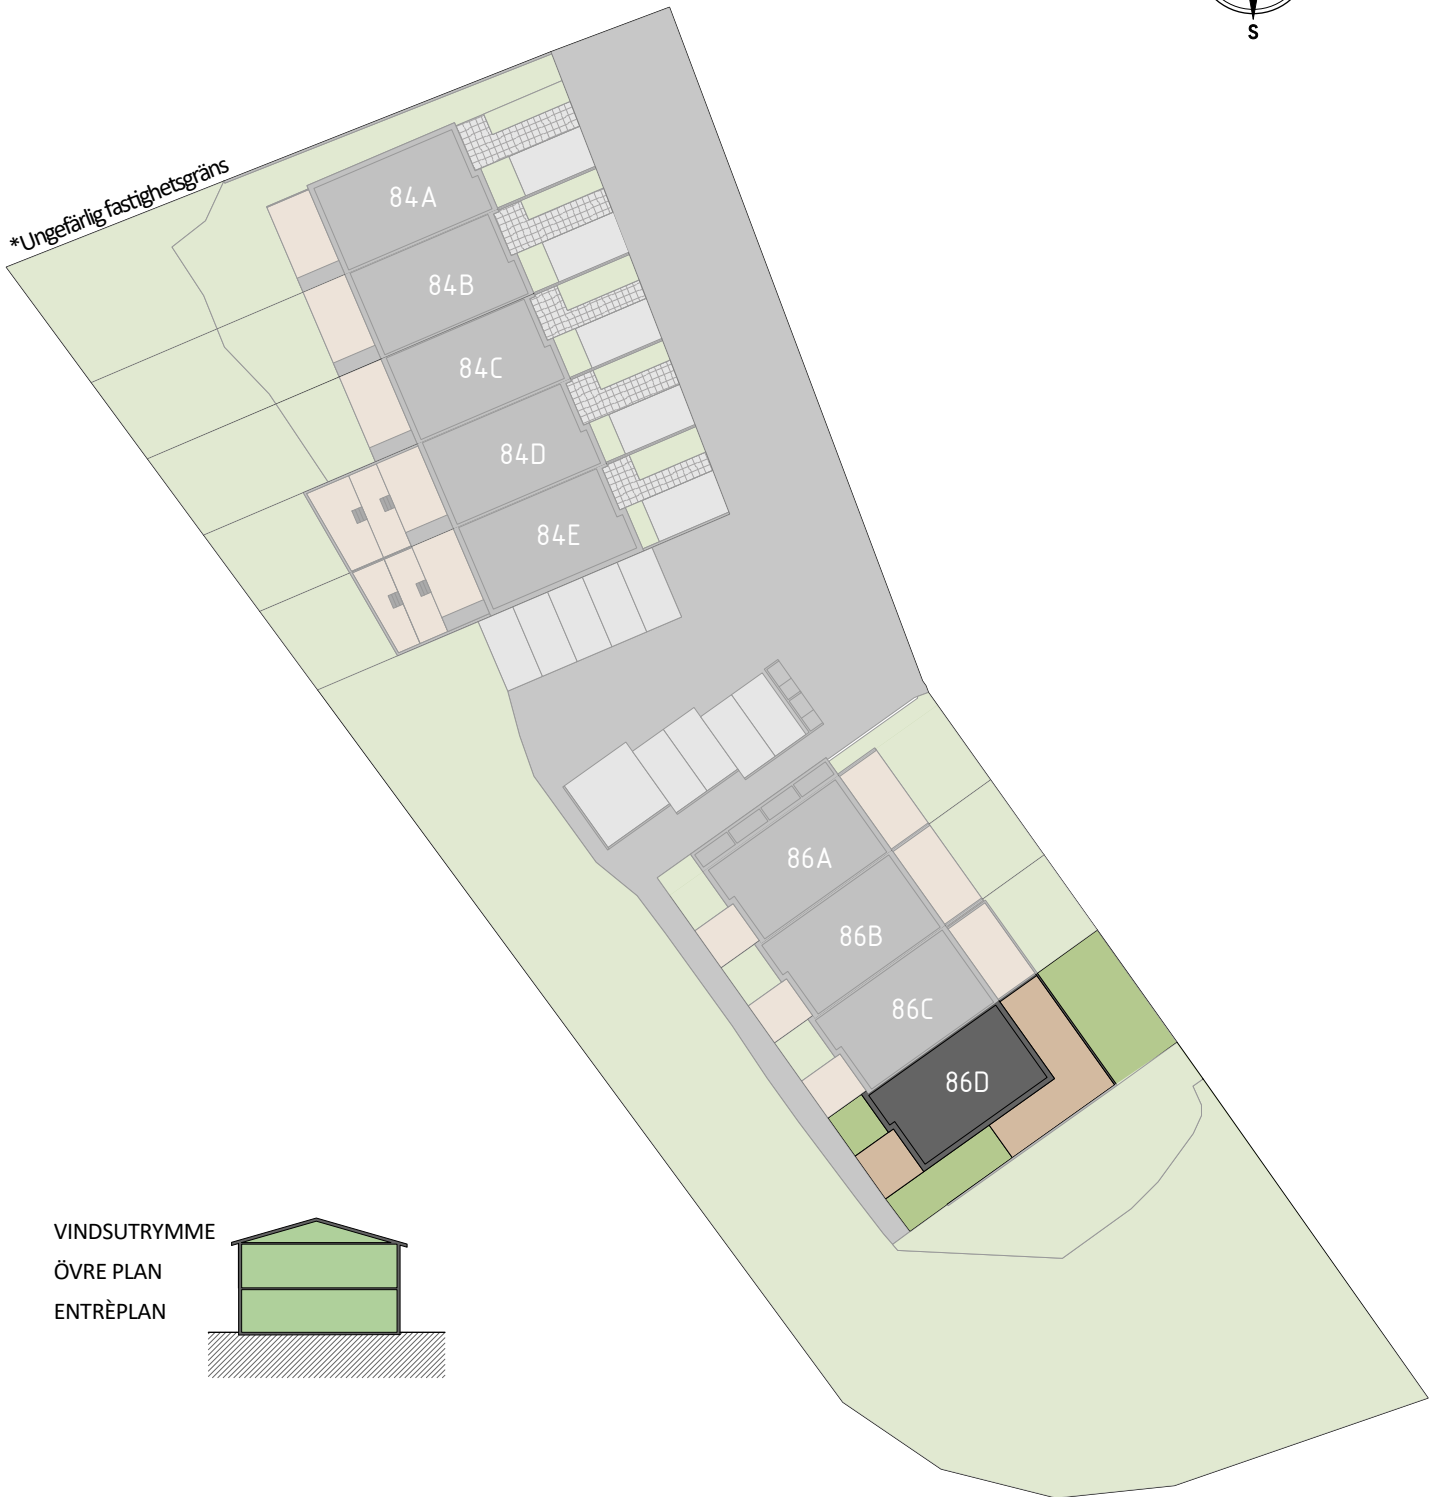 S
*Ungefärlig fastighetsgräns
84A
84B
84C
84D
84E
86A
86B
86C
86D
VINDSUTRYMME
ÖVRE PLAN
ENTRÈPLAN